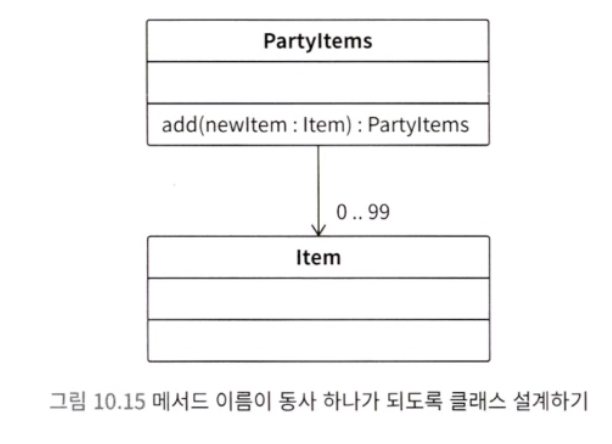 PartyItems
add(newItem : Item) : PartyItems
0 .. 99
Item
그림 10.15 메서드 이름이 동사 하나가 되도록 클래스 설계하기